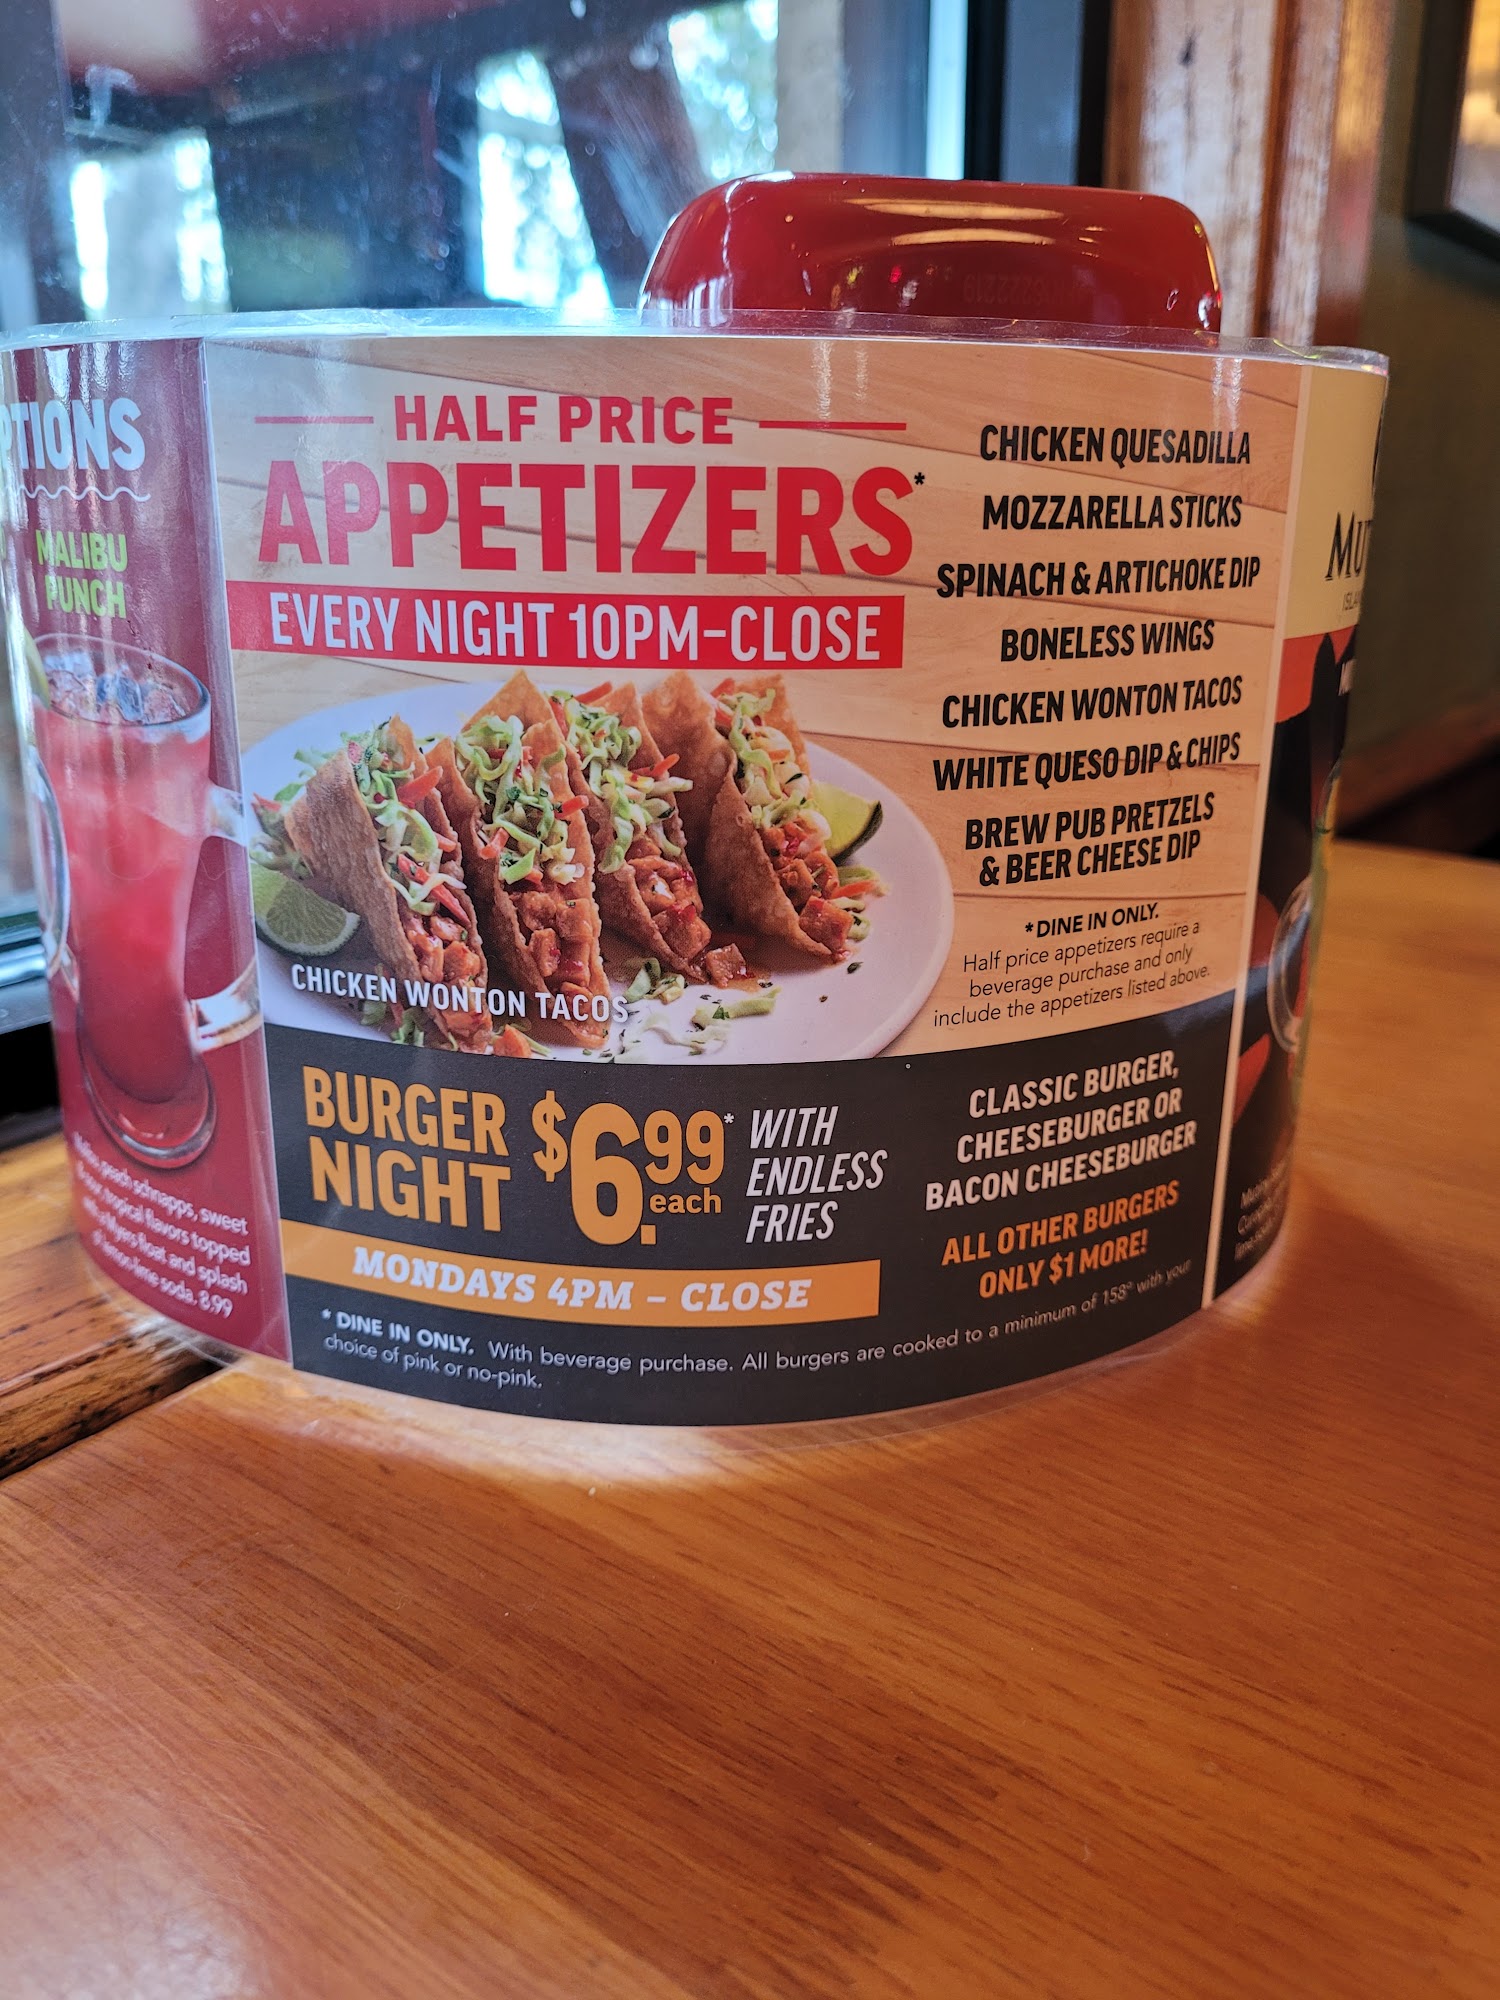 MALIBU
PUNCH
peach schnapps, sweet
tropical flavors topped
Myers float and splash
lemon-lime soda. 8.99
HALF PRICE
APPETIZERS*
EVERY NIGHT 10PM-CLOSE
CHICKEN WONTON TACOS
CHICKEN QUESADILLA
MOZZARELLA STICKS
SPINACH & ARTICHOKE DIP
BONELESS WINGS
CHICKEN WONTON TACOS
WHITE QUESO DIP & CHIPS
BREW PUB PRETZELS
& BEER CHEESE DIP
*DINE IN ONLY.
Half price appetizers require a
beverage purchase and only
include the appetizers listed above.
BURGER
NIGHT
$6.99* each
WITH
ENDLESS
FRIES
MONDAYS 4PM – CLOSE
CLASSIC BURGER,
CHEESEBURGER OR
BACON CHEESEBURGER
ALL OTHER BURGERS
ONLY $1 MORE!
* DINE IN ONLY. With beverage purchase. All burgers are cooked to a minimum of 158° with your
choice of pink or no-pink.